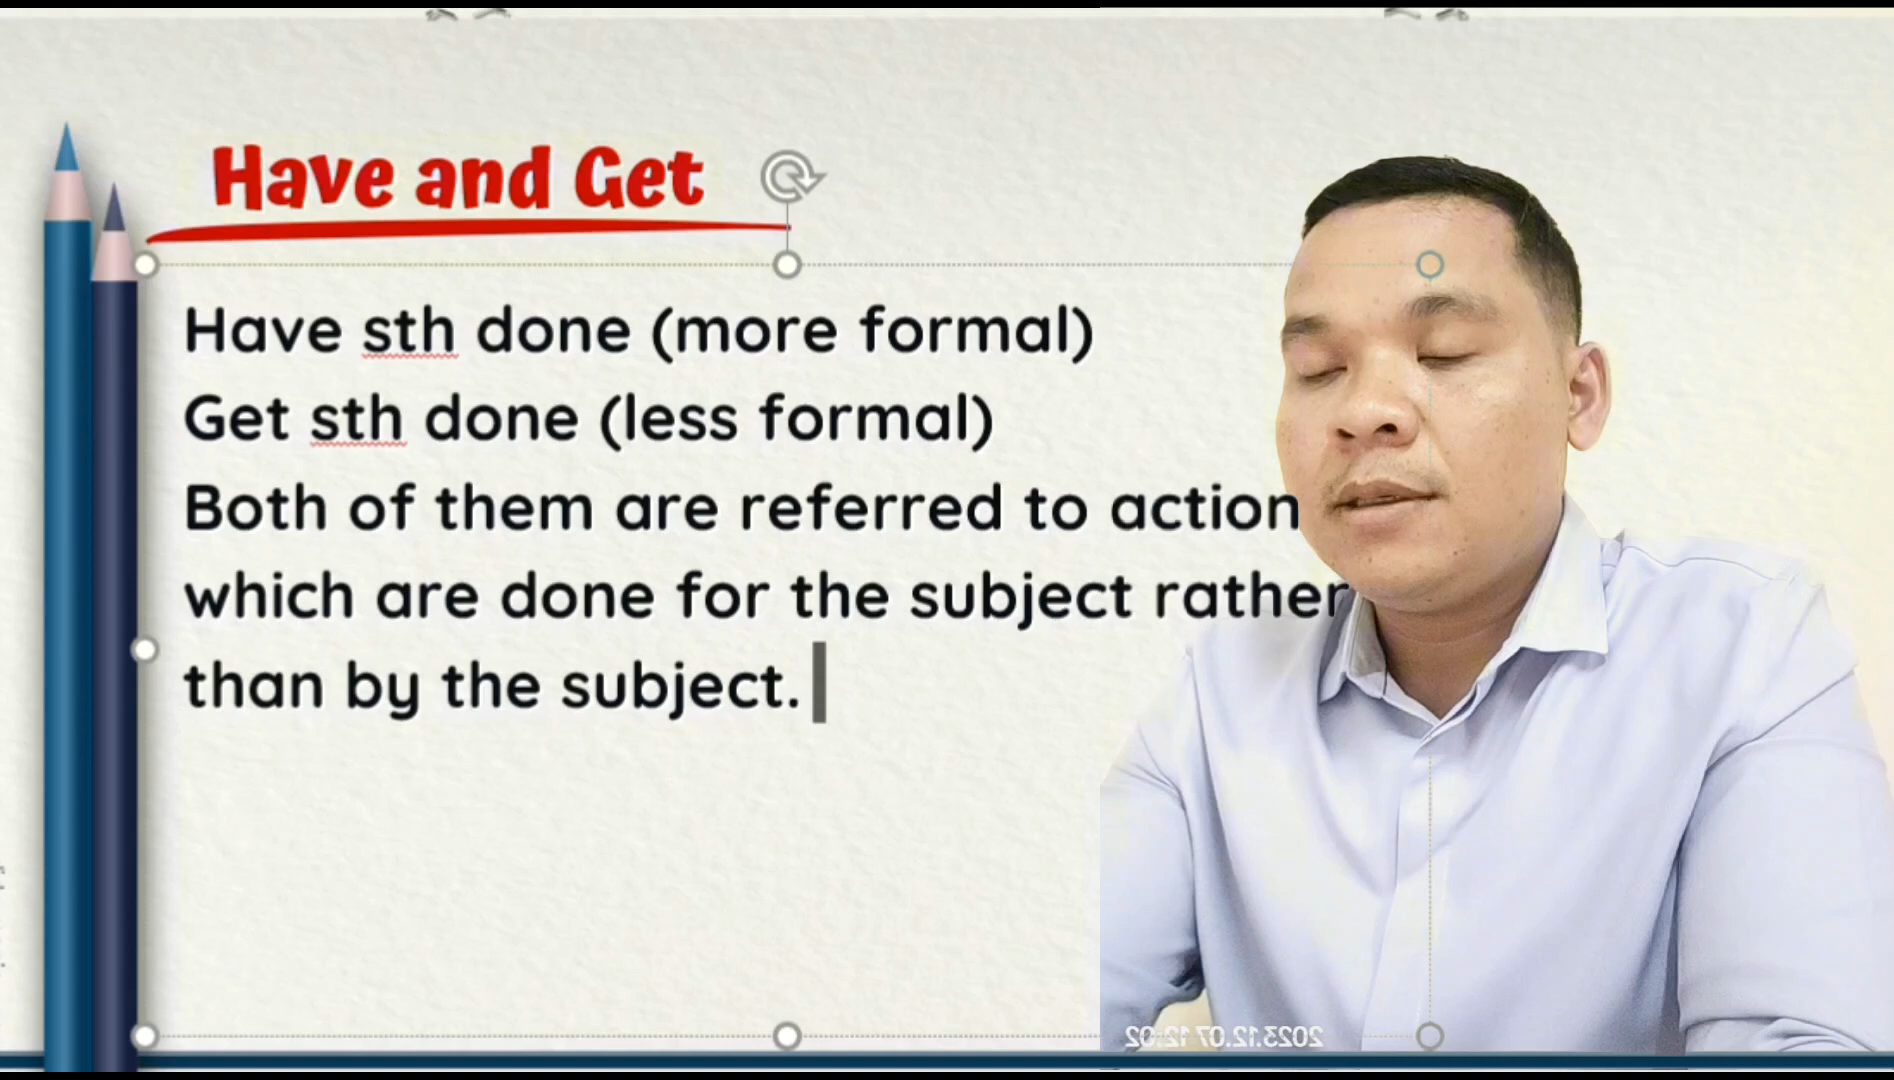 Have and Get
Have sth done (more formal)
Get sth done (less formal)
Both of them are referred to action
which are done for the subject rather
than by the subject.
2023.12.07 12:02